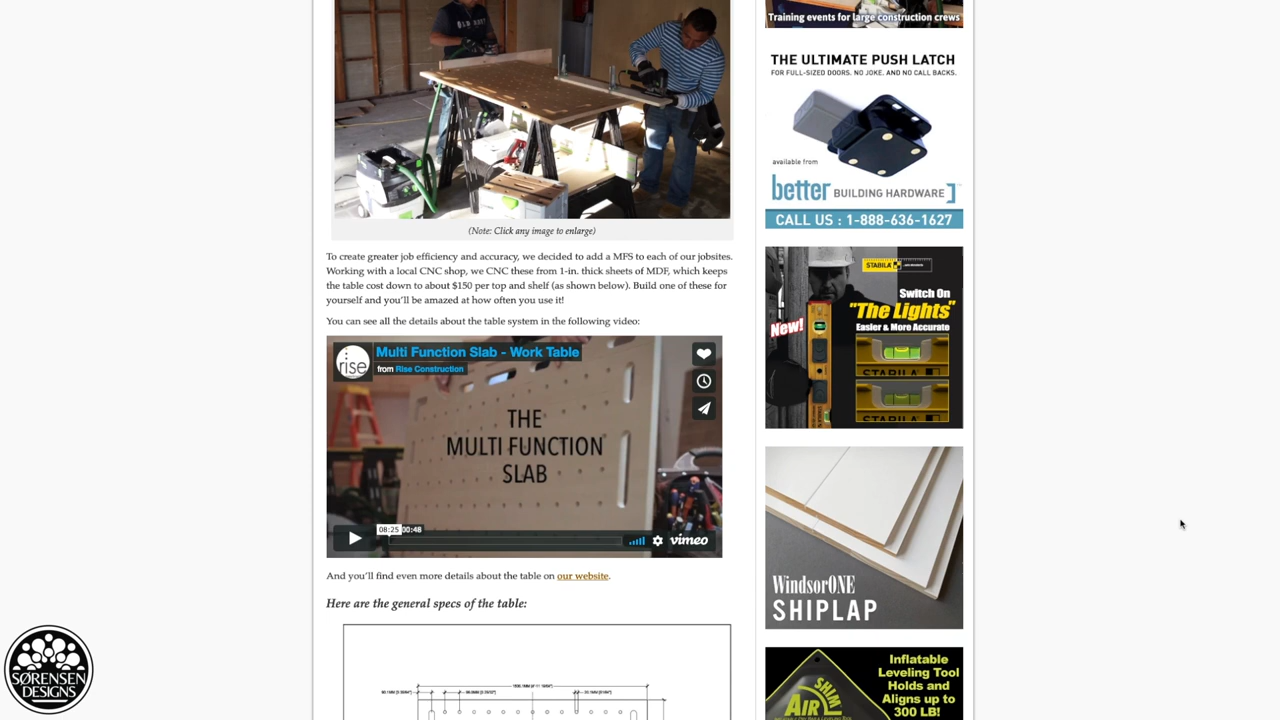 (Note: Click any image to enlarge)
To create greater job efficiency and accuracy, we decided to add a MFS to each of our jobsites.
Working with a local CNC shop, we CNC these from 1-in. thick sheets of MDF, which keeps
the table cost down to about $150 per top and shelf (as shown below). Build one of these for
yourself and you'll be amazed at how often you use it!
You can see all the details about the table system in the following video:
rise
Multi Function Slab - Work Table
from Rise Construction
THE
MULTI FUNCTION
SLAB
08:25
00:48
vimeo
And you'll find even more details about the table on our website.
Here are the general specs of the table:
Training events for large construction crews
THE ULTIMATE PUSH LATCH
FOR FULL-SIZED DOORS. NO JOKE. AND NO CALL BACKS.
available from
better BUILDING HARDWARE
CALL US : 1-888-636-1627
STABILA
Switch On
New!
"The Lights"
Easier & More Accurate
STABILA
STABILA
WindsorONE
SHIPLAP
Inflatable
Leveling Tool
Holds and
Aligns up to
300 LB!
AIR SHIM
SØRENSEN
DESIGNS